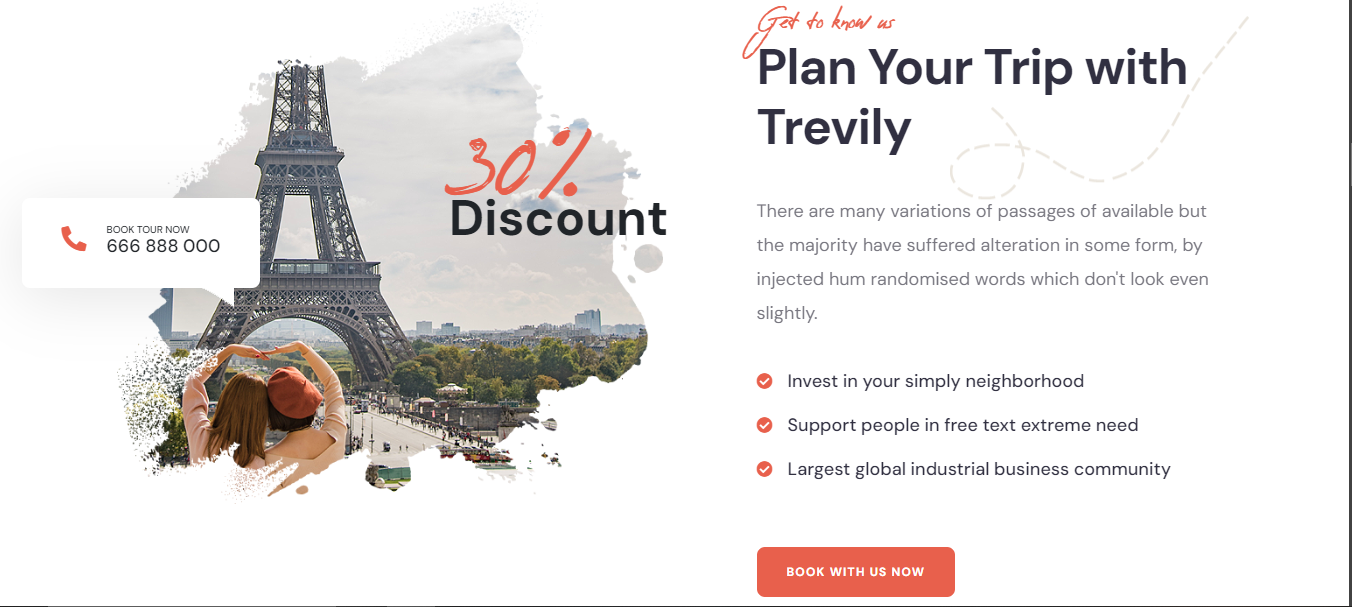 30%
Discount
BOOK TOUR NOW
666 888 000
Get to know us
Plan Your Trip with
Trevily
There are many variations of passages of available but
the majority have suffered alteration in some form, by
injected hum randomised words which don't look even
slightly.
Invest in your simply neighborhood
Support people in free text extreme need
Largest global industrial business community
BOOK WITH US NOW